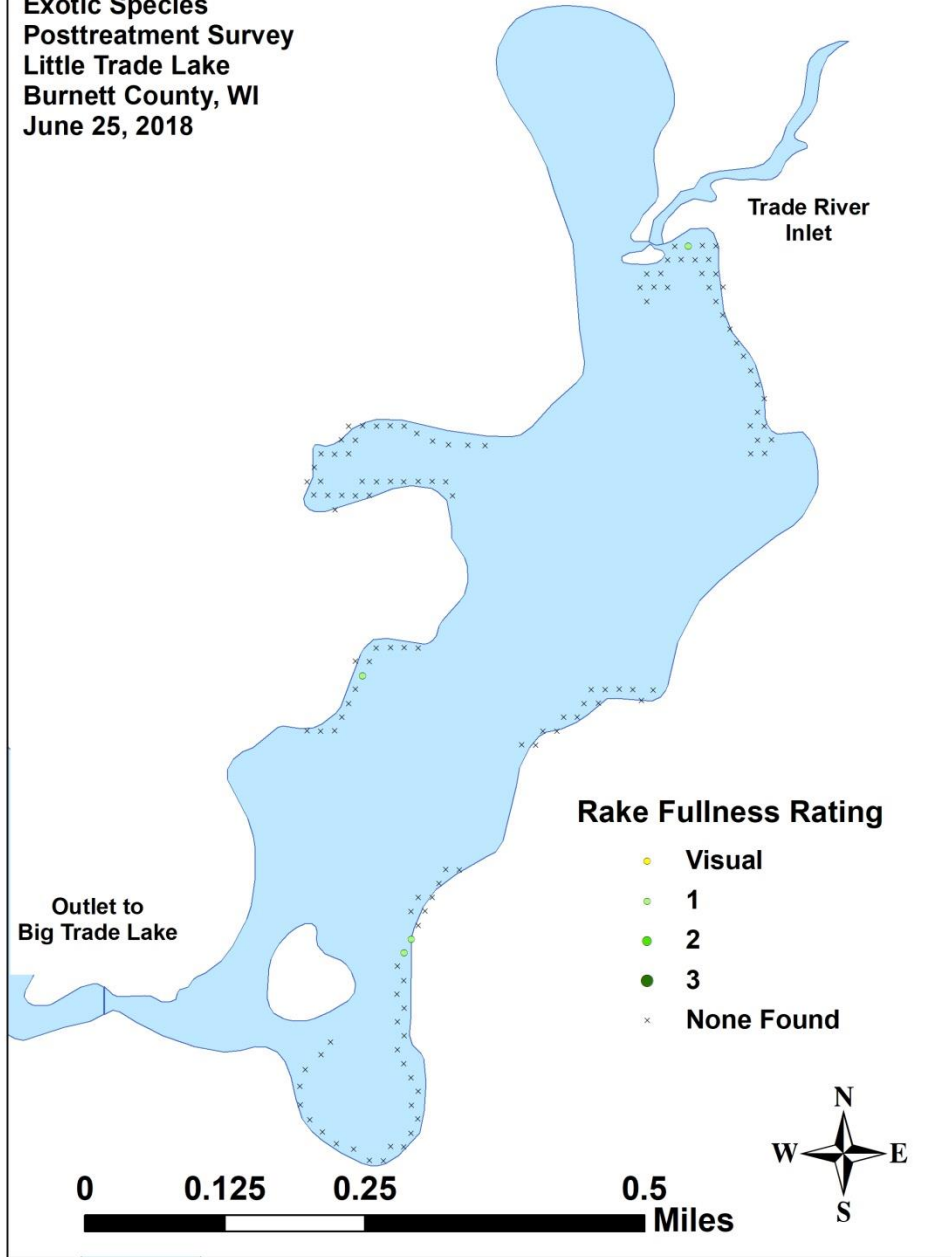 Exotic Species
Posttreatment Survey
Little Trade Lake
Burnett County, WI
June 25, 2018
Trade River
Inlet
Rake Fullness Rating
Visual
1
2
3
None Found
Outlet to
Big Trade Lake
N
W E
S
0 0.125 0.25 0.5
Miles